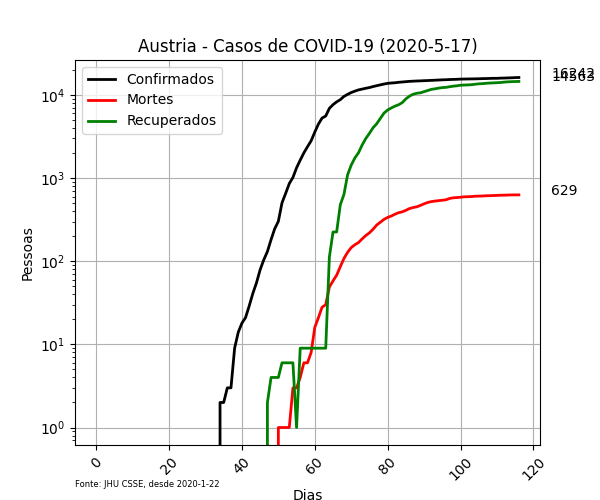 Austria - Casos de COVID-19 (2020-5-17)
Confirmados
Mortes
Recuperados
629
Pessoas
10⁴
10³
10²
10¹
10⁰
0
20
40
60
80
100
120
Fonte: JHU CSSE, desde 2020-1-22
Dias